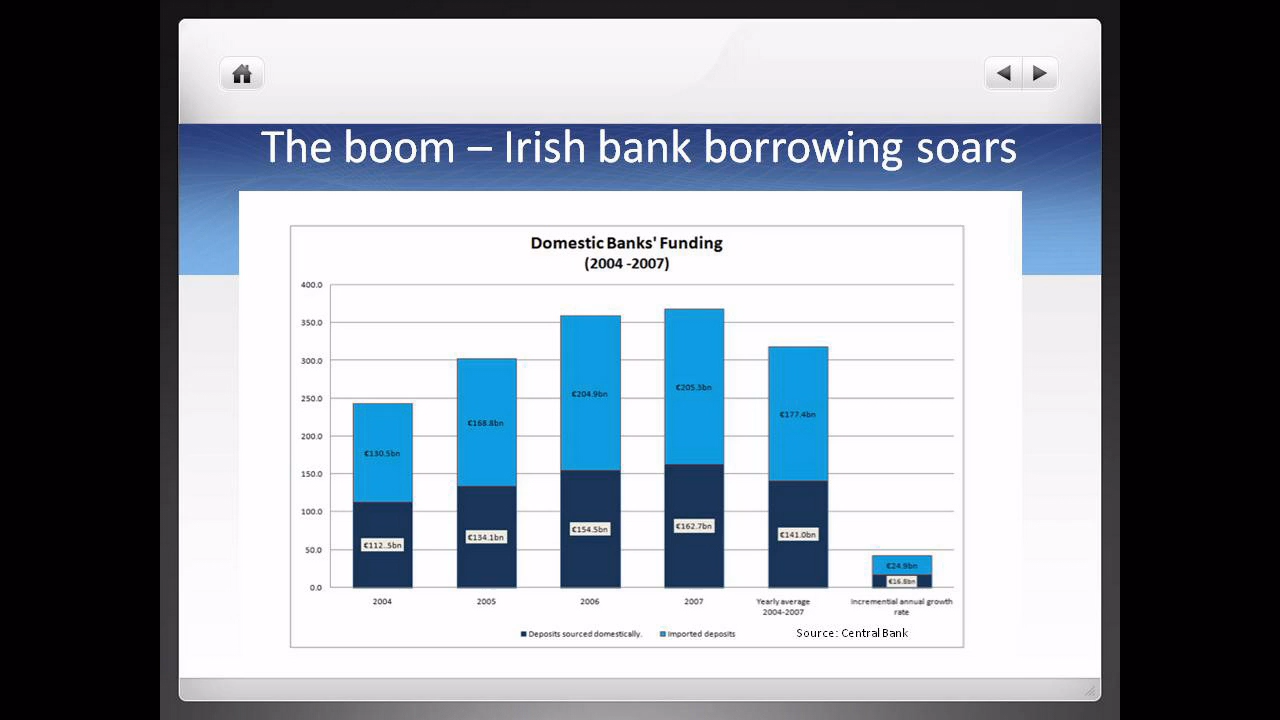 The boom – Irish bank borrowing soars
Domestic Banks' Funding
(2004 -2007)
400.0
350.0
300.0
250.0
200.0
150.0
100.0
50.0
0.0
€130.5bn
€112..5bn
€168.8bn
€134.1bn
€204.9bn
€154.5bn
€205.3bn
€162.7bn
€177.4bn
€141.0bn
€24.9bn
€16.8bn
2004
2005
2006
2007
Yearly average
2004-2007
Incremential annual growth
rate
Deposits sourced domestically.
Imported deposits
Source: Central Bank